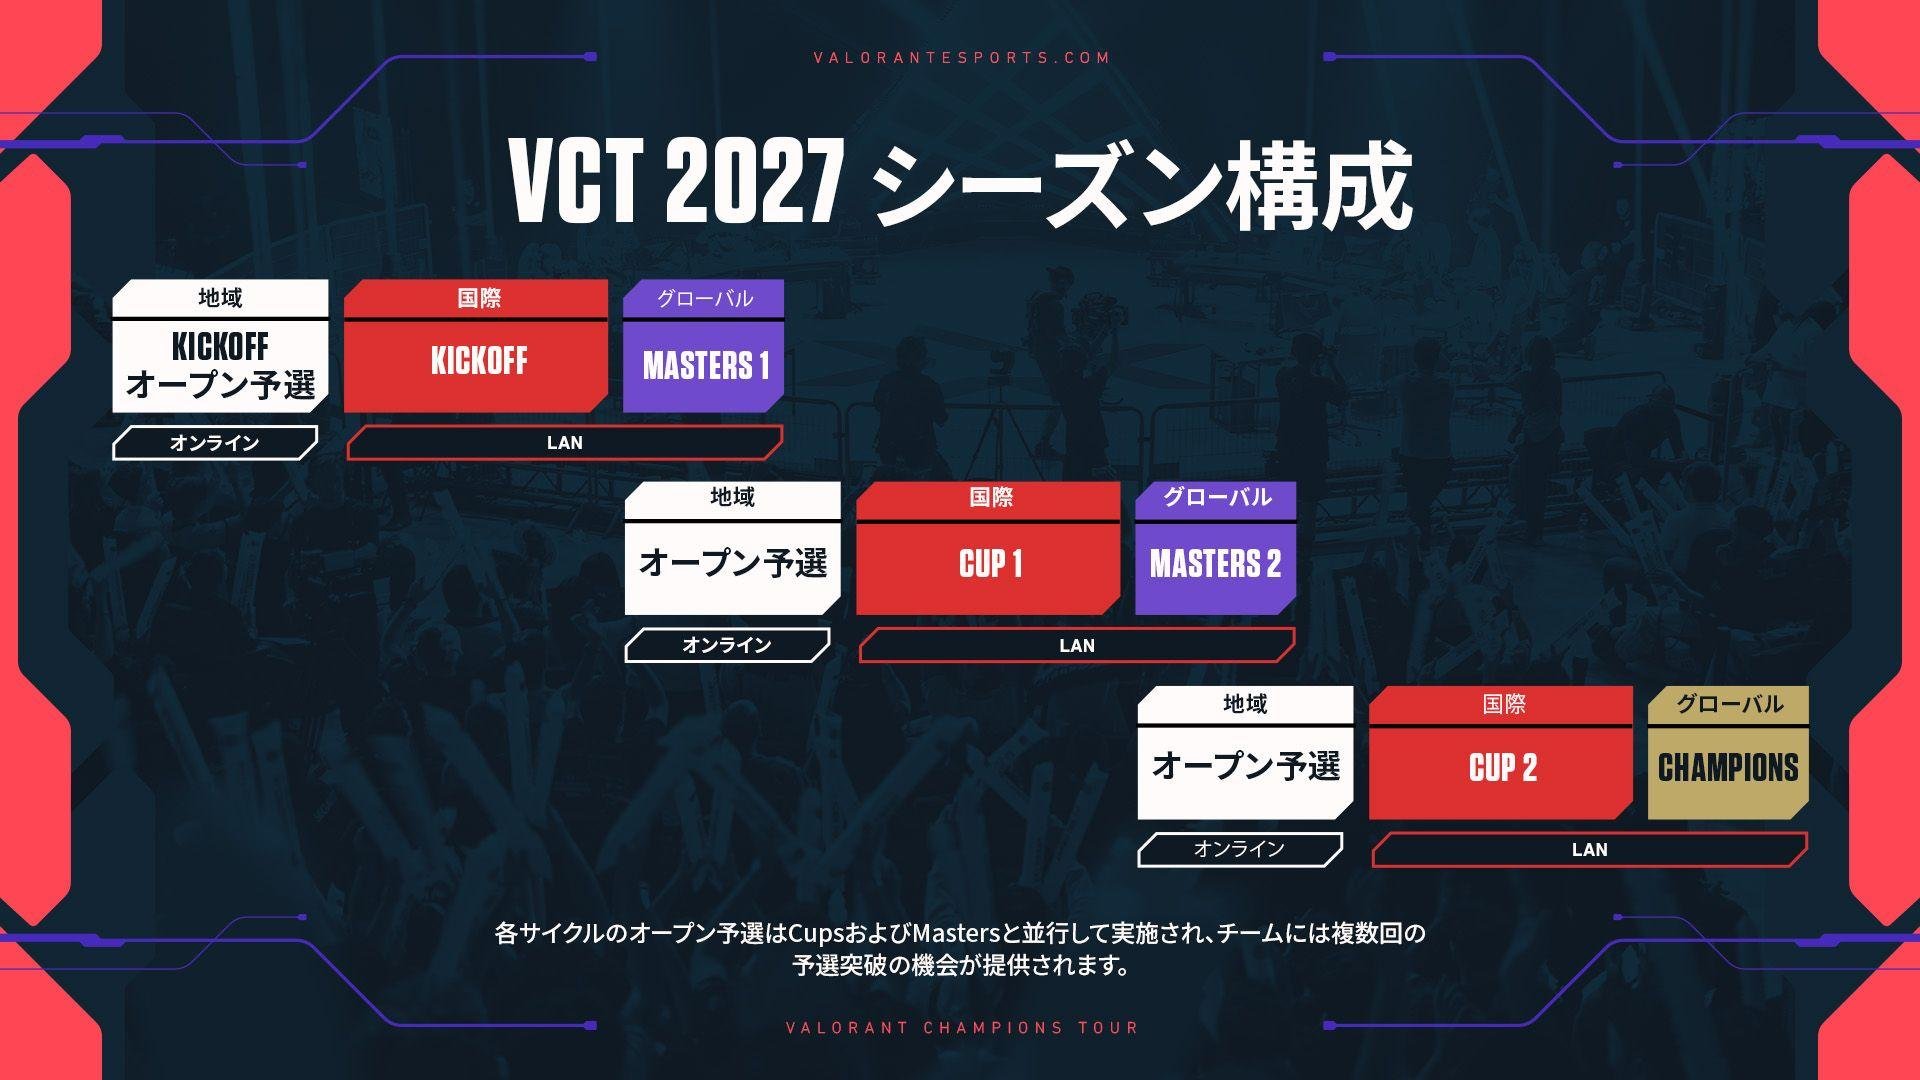 VALORANTESPORTS.COM
VCT 2027 シーズン構成
地域
KICKOFF
オープン予選
オンライン
国際
KICKOFF
グローバル
MASTERS 1
LAN
地域
オープン予選
オンライン
国際
CUP 1
グローバル
MASTERS 2
LAN
地域
オープン予選
オンライン
国際
CUP 2
グローバル
CHAMPIONS
LAN
各サイクルのオープン予選はCupsおよびMastersと並行して実施され、チームには複数回の
予選突破の機会が提供されます。
VALORANT CHAMPIONS TOUR